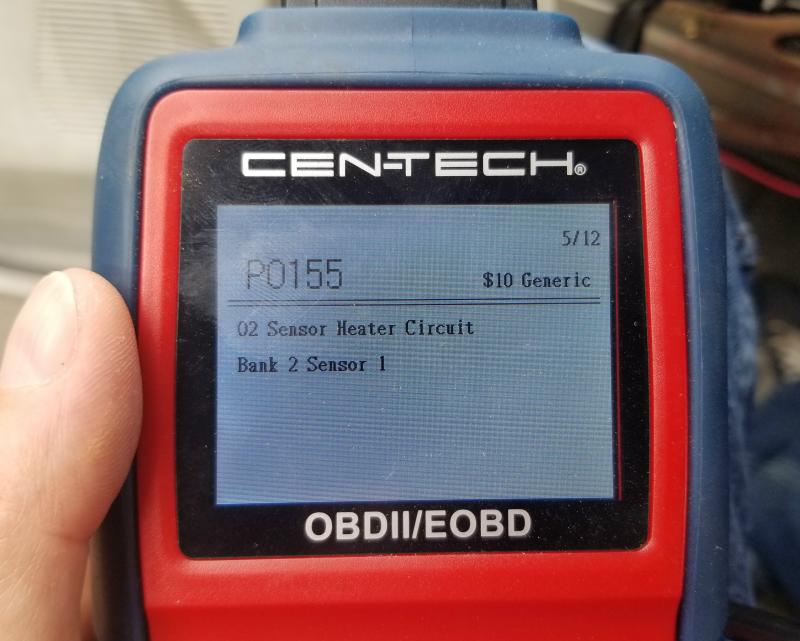 CEN-TECH®
5/12
P0155 $10 Generic
O2 Sensor Heater Circuit
Bank 2 Sensor 1
OBDII/EOBD